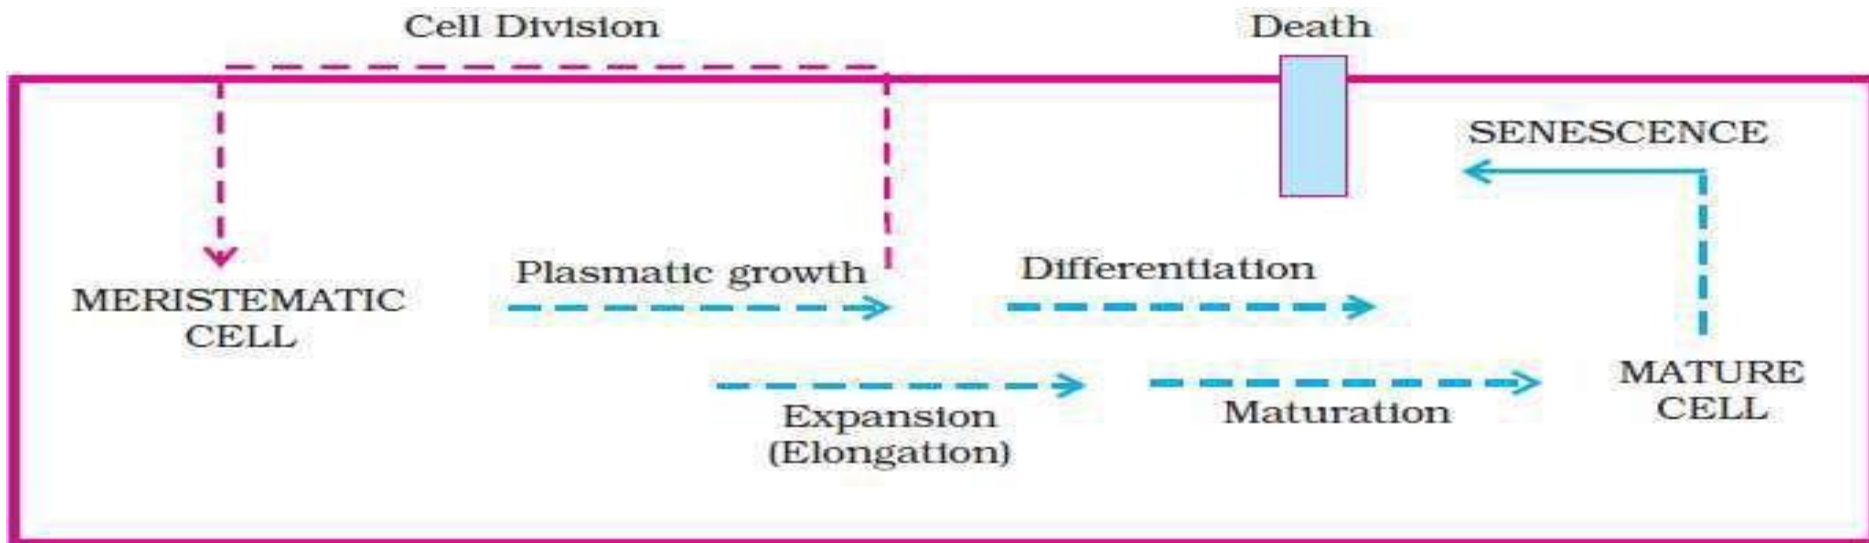 Cell Division
Death
SENESCENCE
Plasmatic growth
Differentiation
MERISTEMATIC
CELL
Expansion
(Elongation)
Maturation
MATURE
CELL